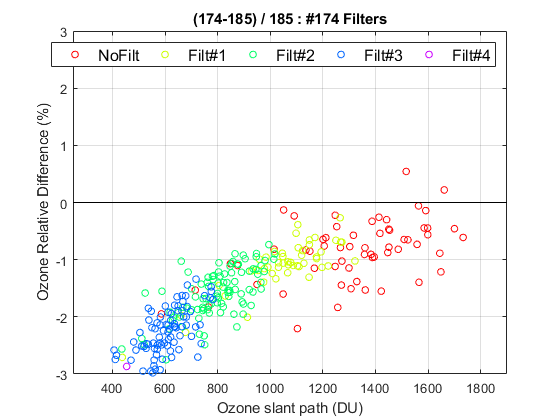 (174-185) / 185 : #174 Filters
NoFilt Filt#1 Filt#2 Filt#3 Filt#4
3
2
1
0
-1
-2
-3
Ozone Relative Difference (%)
400 600 800 1000 1200 1400 1600 1800
Ozone slant path (DU)